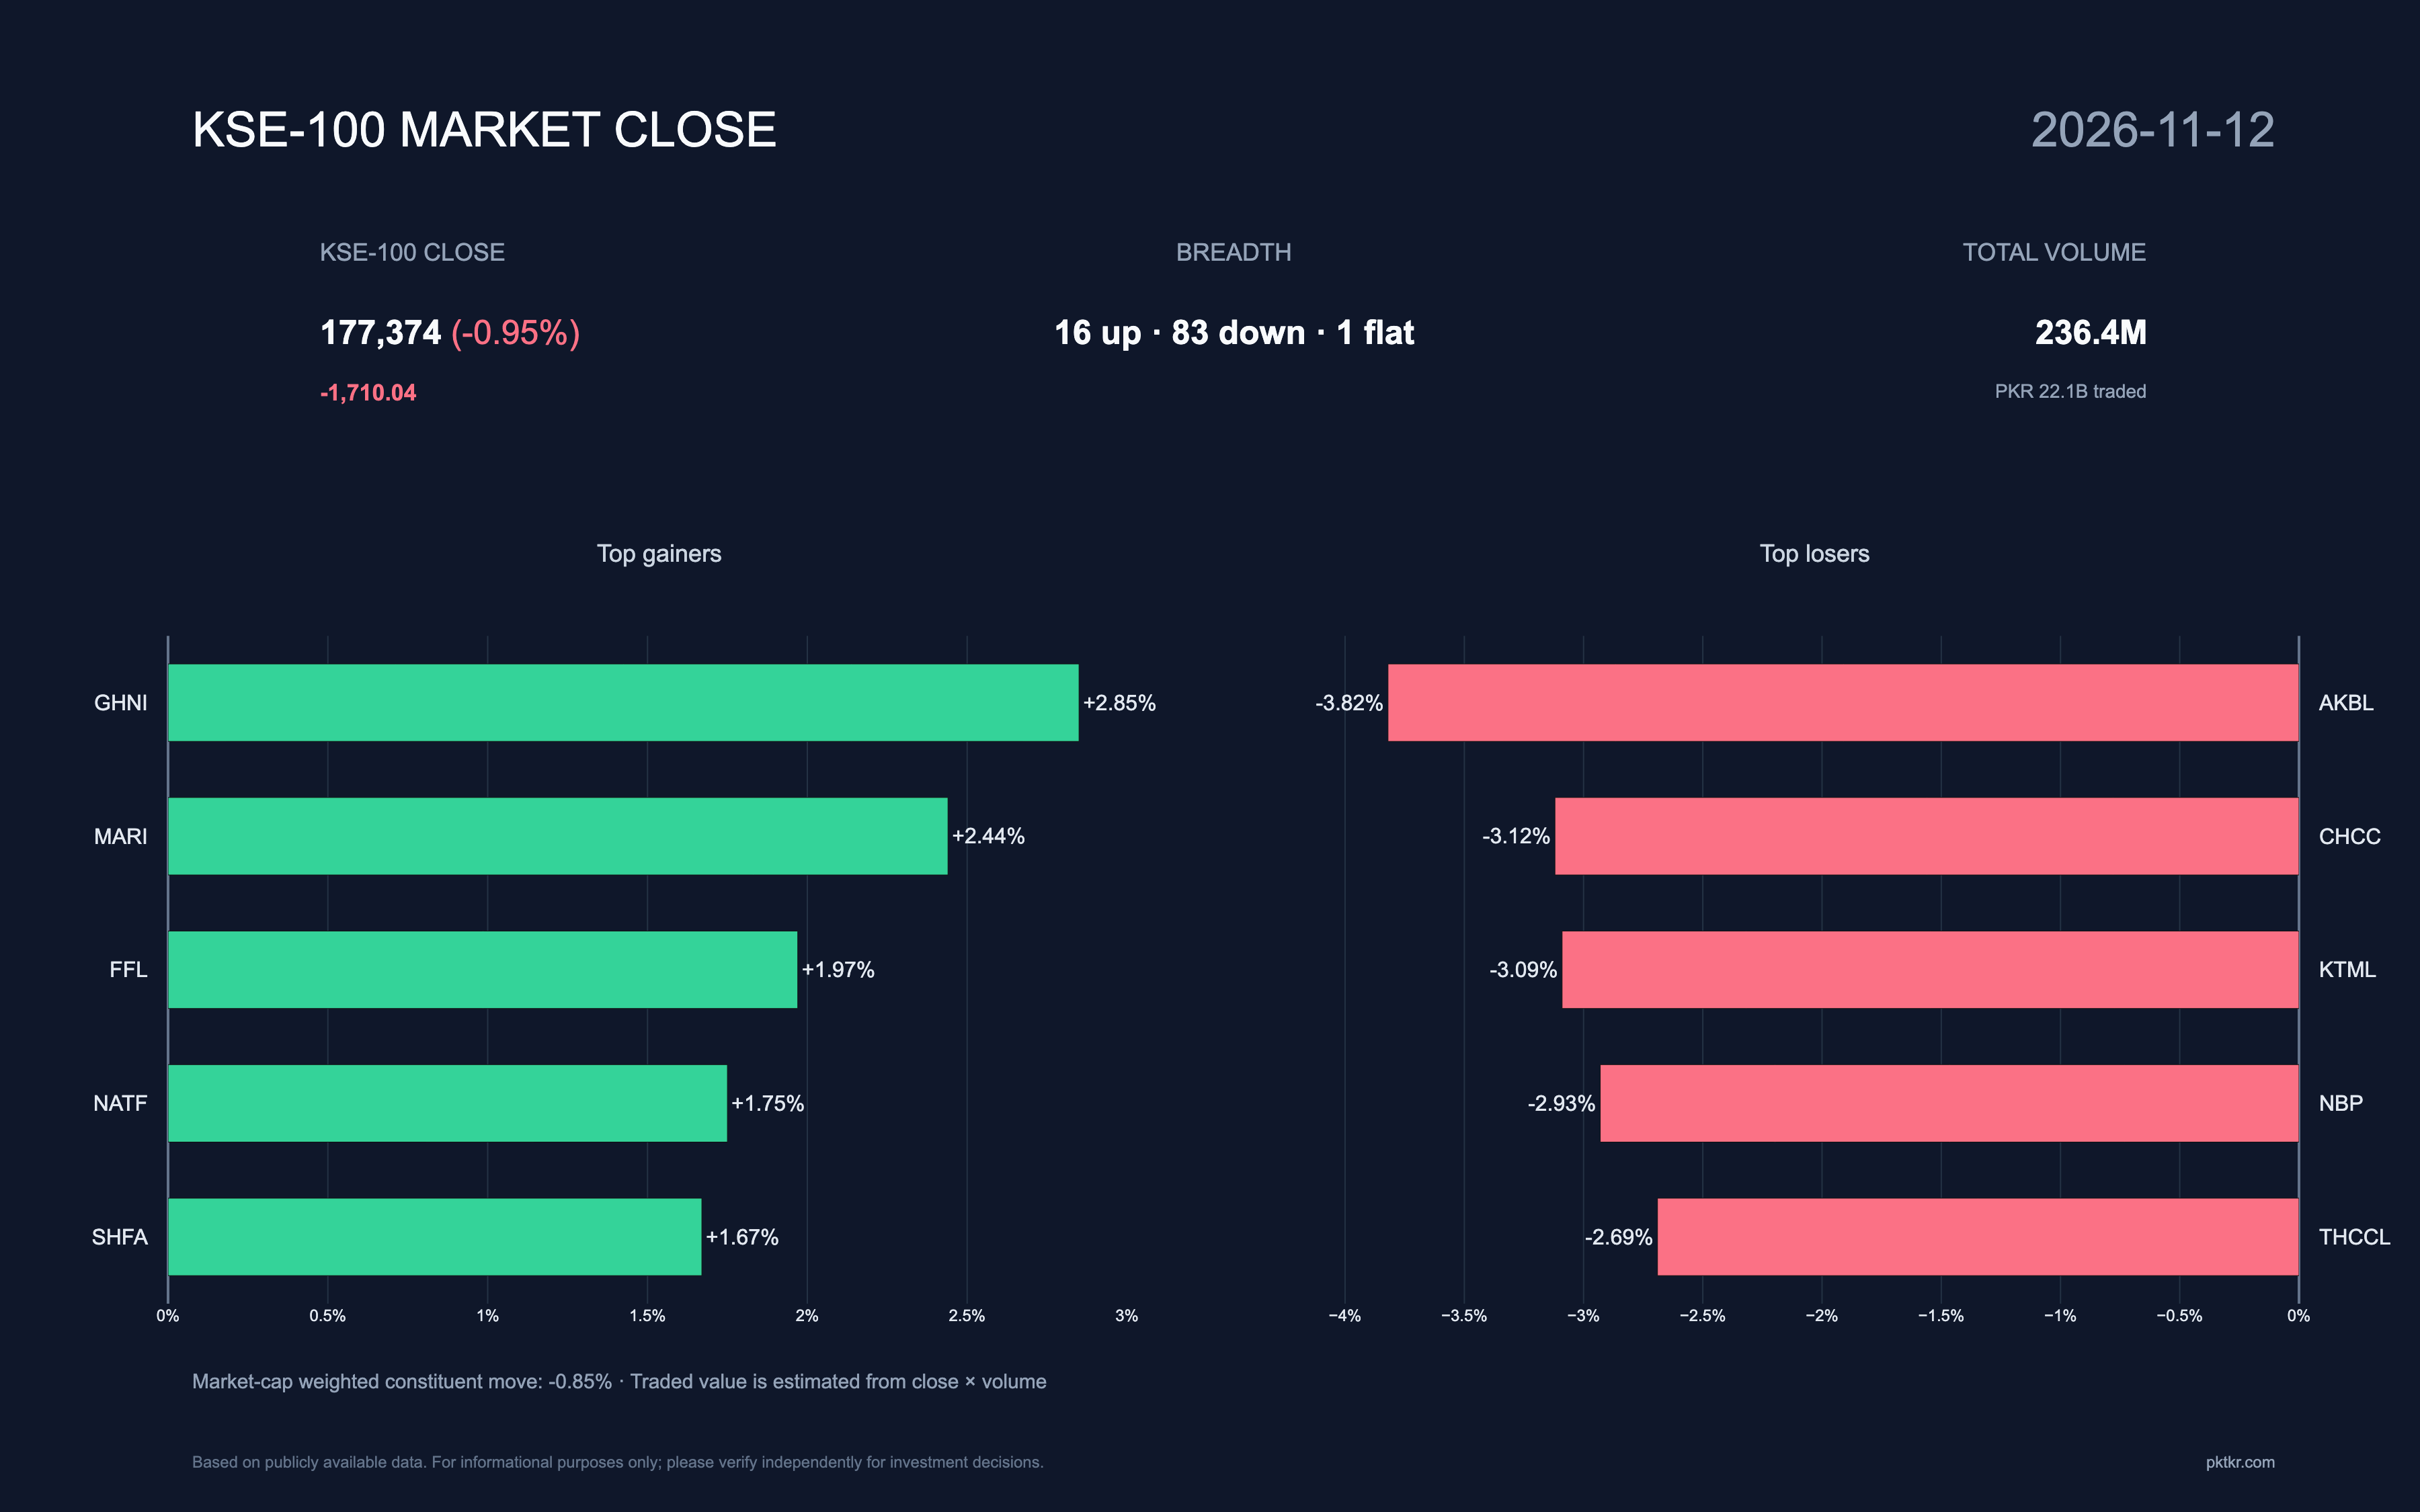 KSE-100 MARKET CLOSE
2026-11-12
KSE-100 CLOSE
177,374 (-0.95%)
-1,710.04
BREADTH
16 up · 83 down · 1 flat
TOTAL VOLUME
236.4M
PKR 22.1B traded
Top gainers
GHNI +2.85%
MARI +2.44%
FFL +1.97%
NATF +1.75%
SHFA +1.67%
0% 0.5% 1% 1.5% 2% 2.5% 3%
Top losers
-3.82% AKBL
-3.12% CHCC
-3.09% KTML
-2.93% NBP
-2.69% THCCL
−4% −3.5% −3% −2.5% −2% −1.5% −1% −0.5% 0%
Market-cap weighted constituent move: -0.85% · Traded value is estimated from close × volume
Based on publicly available data. For informational purposes only; please verify independently for investment decisions.
pktkr.com